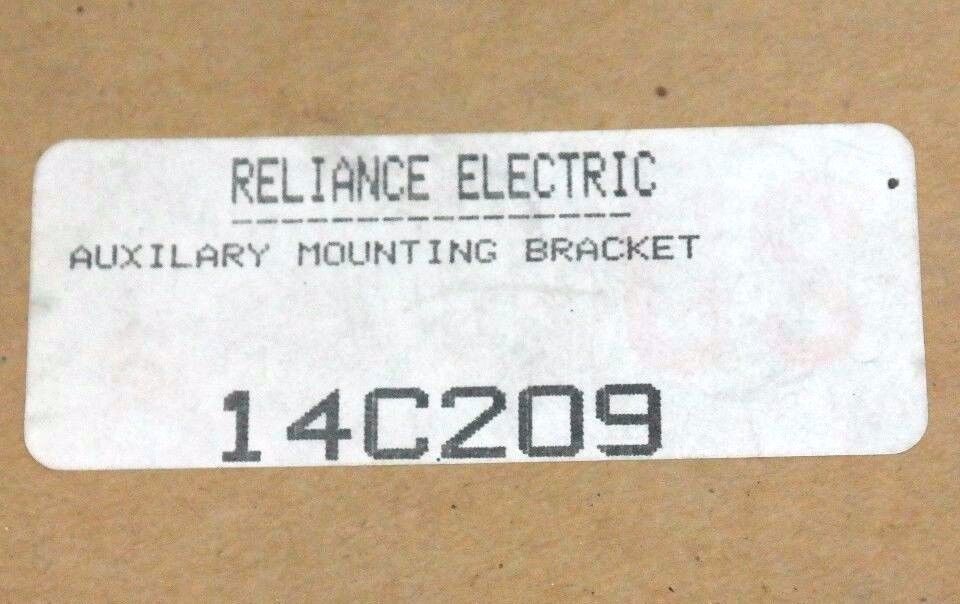 RELIANCE ELECTRIC
-----------------
AUXILARY MOUNTING BRACKET
14C209